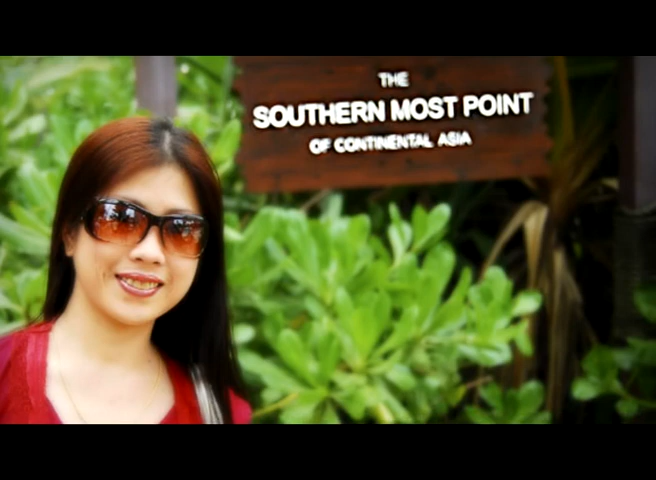 THE
SOUTHERN MOST POINT
OF CONTINENTAL ASIA